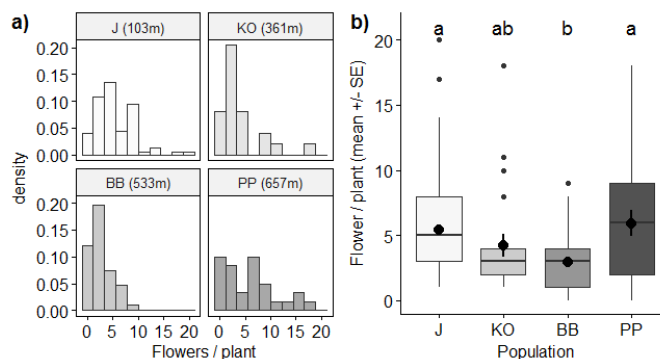 a)
J (103m)
KO (361m)
0.20
0.15
0.10
0.05
0.00
BB (533m)
PP (657m)
0.20
0.15
0.10
0.05
0.00
density
0 5 10 15 20
0 5 10 15 20
Flowers / plant
b)
a ab b a
20
15
10
5
0
Flower / plant (mean +/- SE)
J KO BB PP
Population